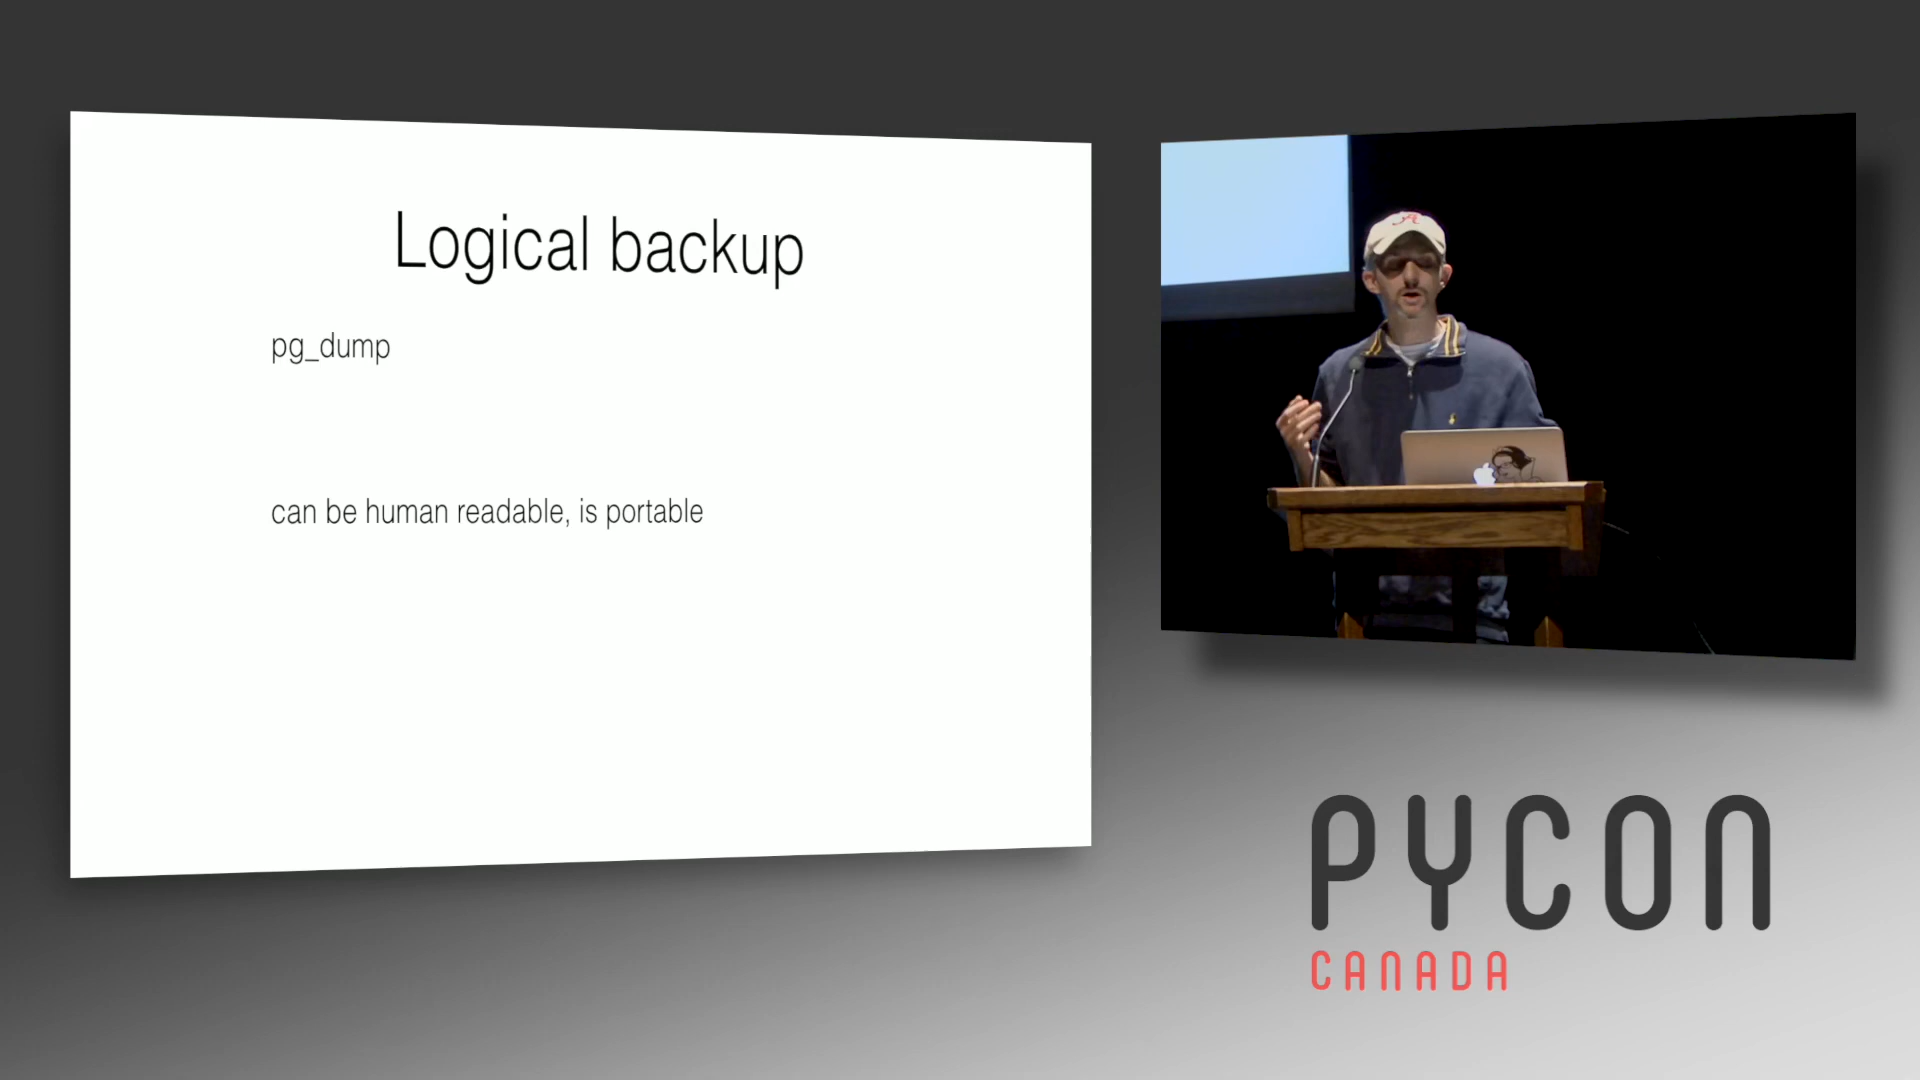 Logical backup
pg_dump
can be human readable, is portable
A
PYCON
CANADA